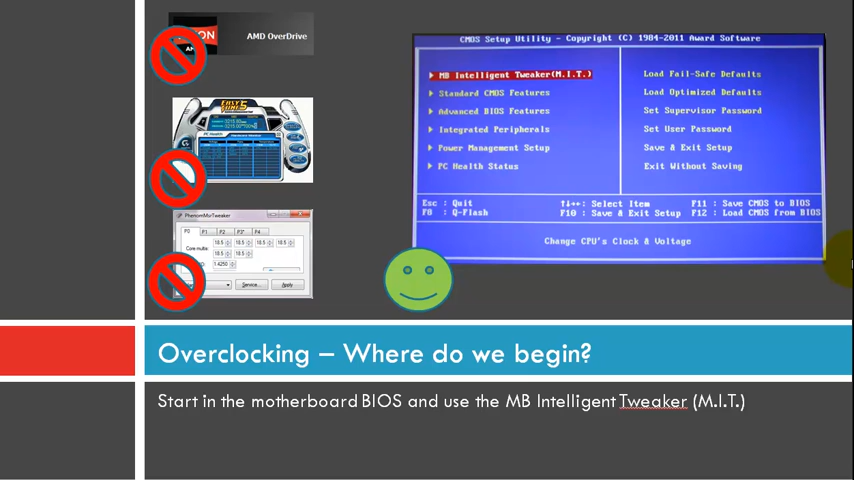 AMD OverDrive
EASY
TUNE 5
PC Health
PhenomMsrTweaker
P0 P1 P2 P3* P4
18.5 18.5 18.5 18.5
Core multis:
18.5 18.5
1.4250
Service... Apply
CMOS Setup Utility - Copyright (C) 1984-2011 Award Software
MB Intelligent Tweaker(M.I.T.) Load Fail-Safe Defaults
Standard CMOS Features Load Optimized Defaults
Advanced BIOS Features Set Supervisor Password
Integrated Peripherals Set User Password
Power Management Setup Save & Exit Setup
PC Health Status Exit Without Saving
Esc : Quit ↑↓→← : Select Item F11 : Save CMOS to BIOS
F8 : Q-Flash F10 : Save & Exit Setup F12 : Load CMOS from BIOS
Change CPU's Clock & Voltage
Overclocking – Where do we begin?
Start in the motherboard BIOS and use the MB Intelligent Tweaker (M.I.T.)